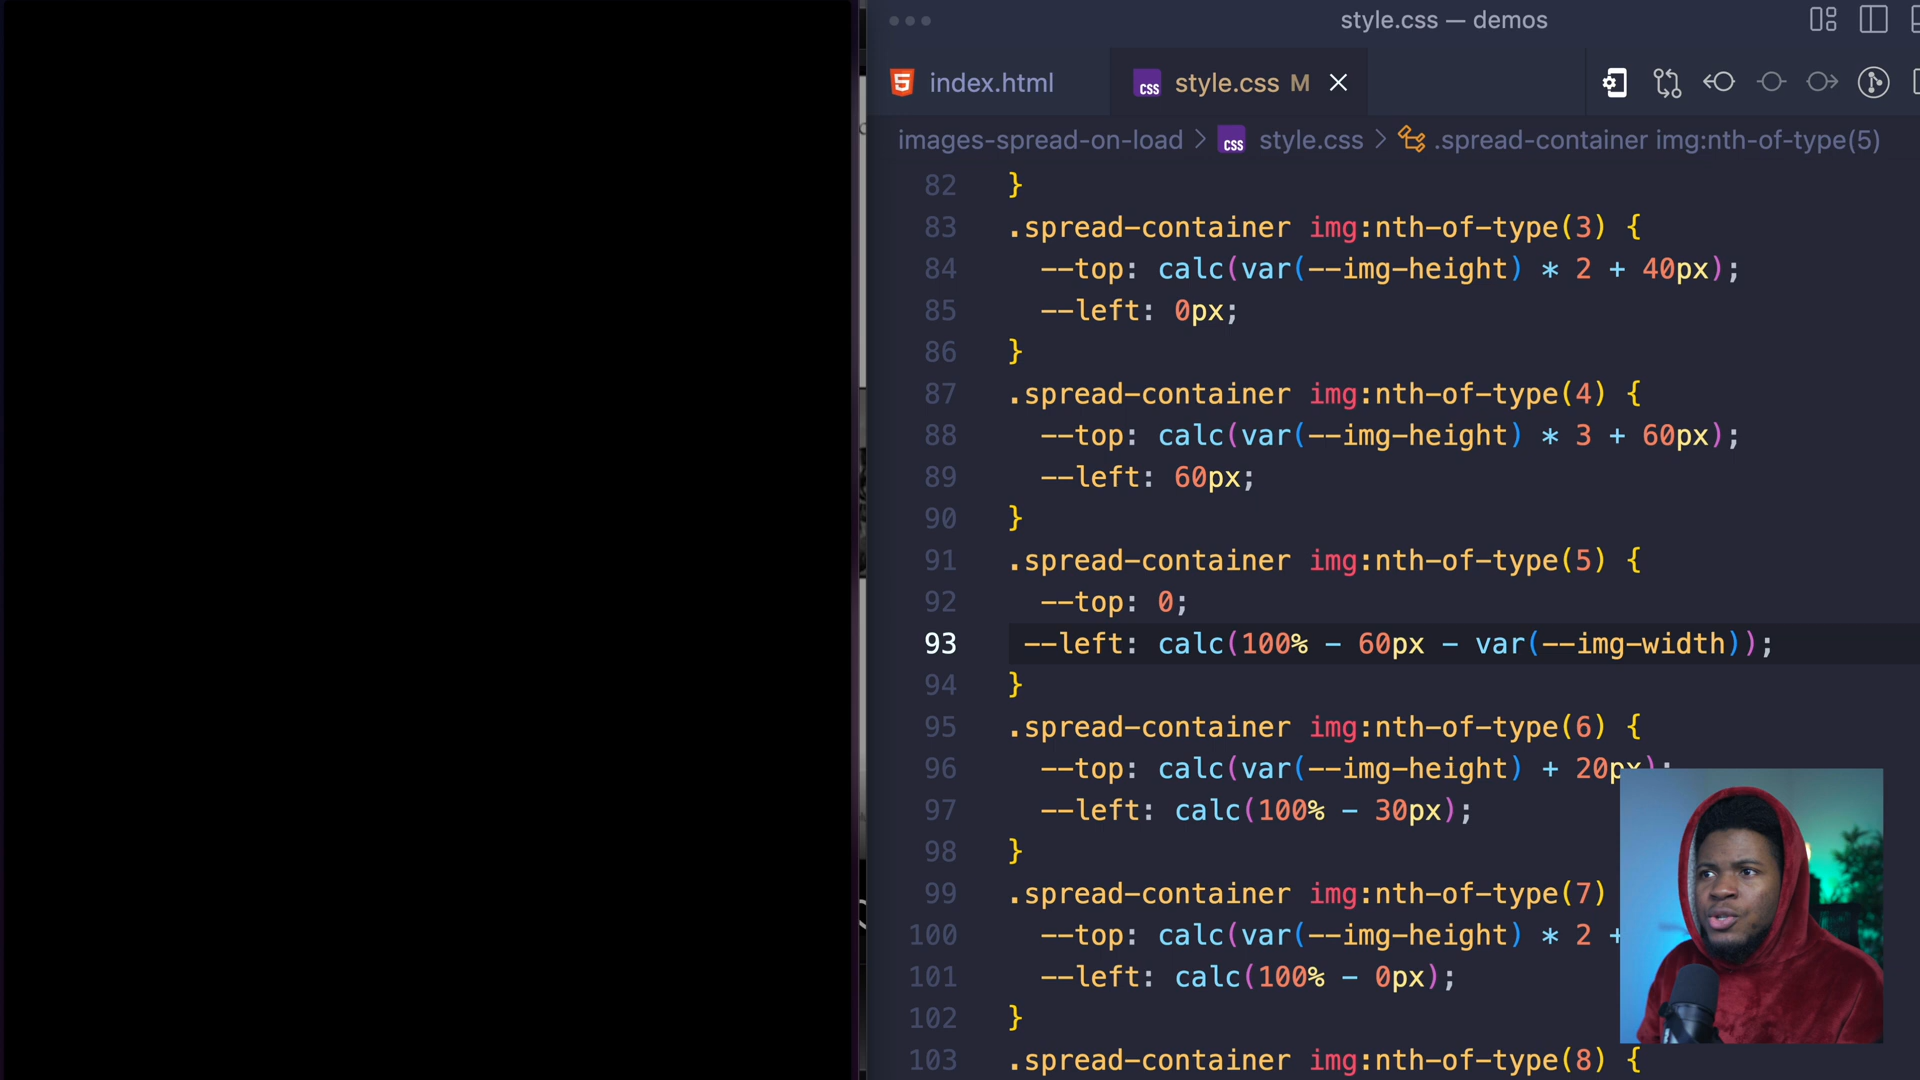 style.css — demos
index.html
style.css M
images-spread-on-load > style.css > .spread-container img:nth-of-type(5)
82 }
83 .spread-container img:nth-of-type(3) {
84 --top: calc(var(--img-height) * 2 + 40px);
85 --left: 0px;
86 }
87 .spread-container img:nth-of-type(4) {
88 --top: calc(var(--img-height) * 3 + 60px);
89 --left: 60px;
90 }
91 .spread-container img:nth-of-type(5) {
92 --top: 0;
93 --left: calc(100% - 60px - var(--img-width));
94 }
95 .spread-container img:nth-of-type(6) {
96 --top: calc(var(--img-height) + 20px);
97 --left: calc(100% - 30px);
98 }
99 .spread-container img:nth-of-type(7)
100 --top: calc(var(--img-height) * 2 +
101 --left: calc(100% - 0px);
102 }
103 .spread-container img:nth-of-type(8) {